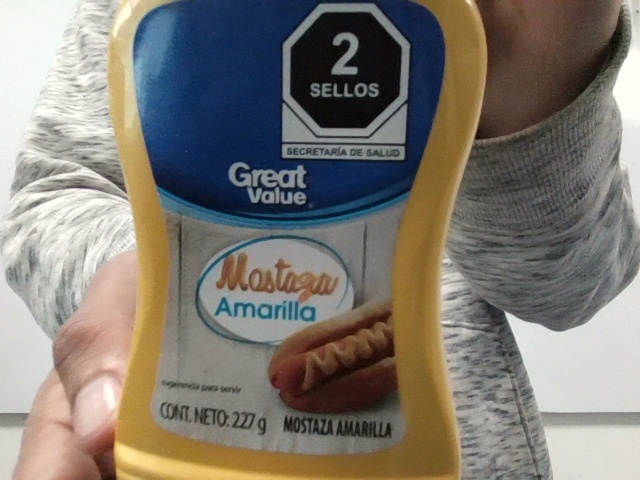 2
SELLOS
SECRETARÍA DE SALUD
Great
Value
Mostaza
Amarilla
sugerencia para servir
CONT. NETO: 227 g
MOSTAZA AMARILLA